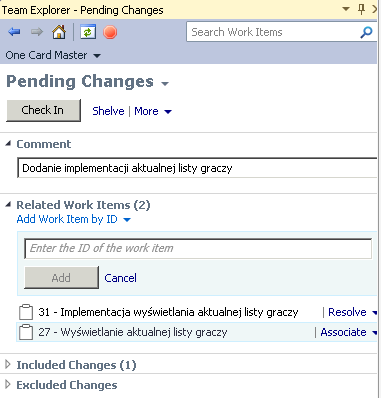 Team Explorer - Pending Changes
Search Work Items
One Card Master
Pending Changes
Check In Shelve | More
Comment
Dodanie implementacji aktualnej listy graczy
Related Work Items (2)
Add Work Item by ID
Enter the ID of the work item
Add Cancel
31 - Implementacja wyświetlania aktualnej listy graczy | Resolve
27 - Wyświetlanie aktualnej listy graczy | Associate
Included Changes (1)
Excluded Changes